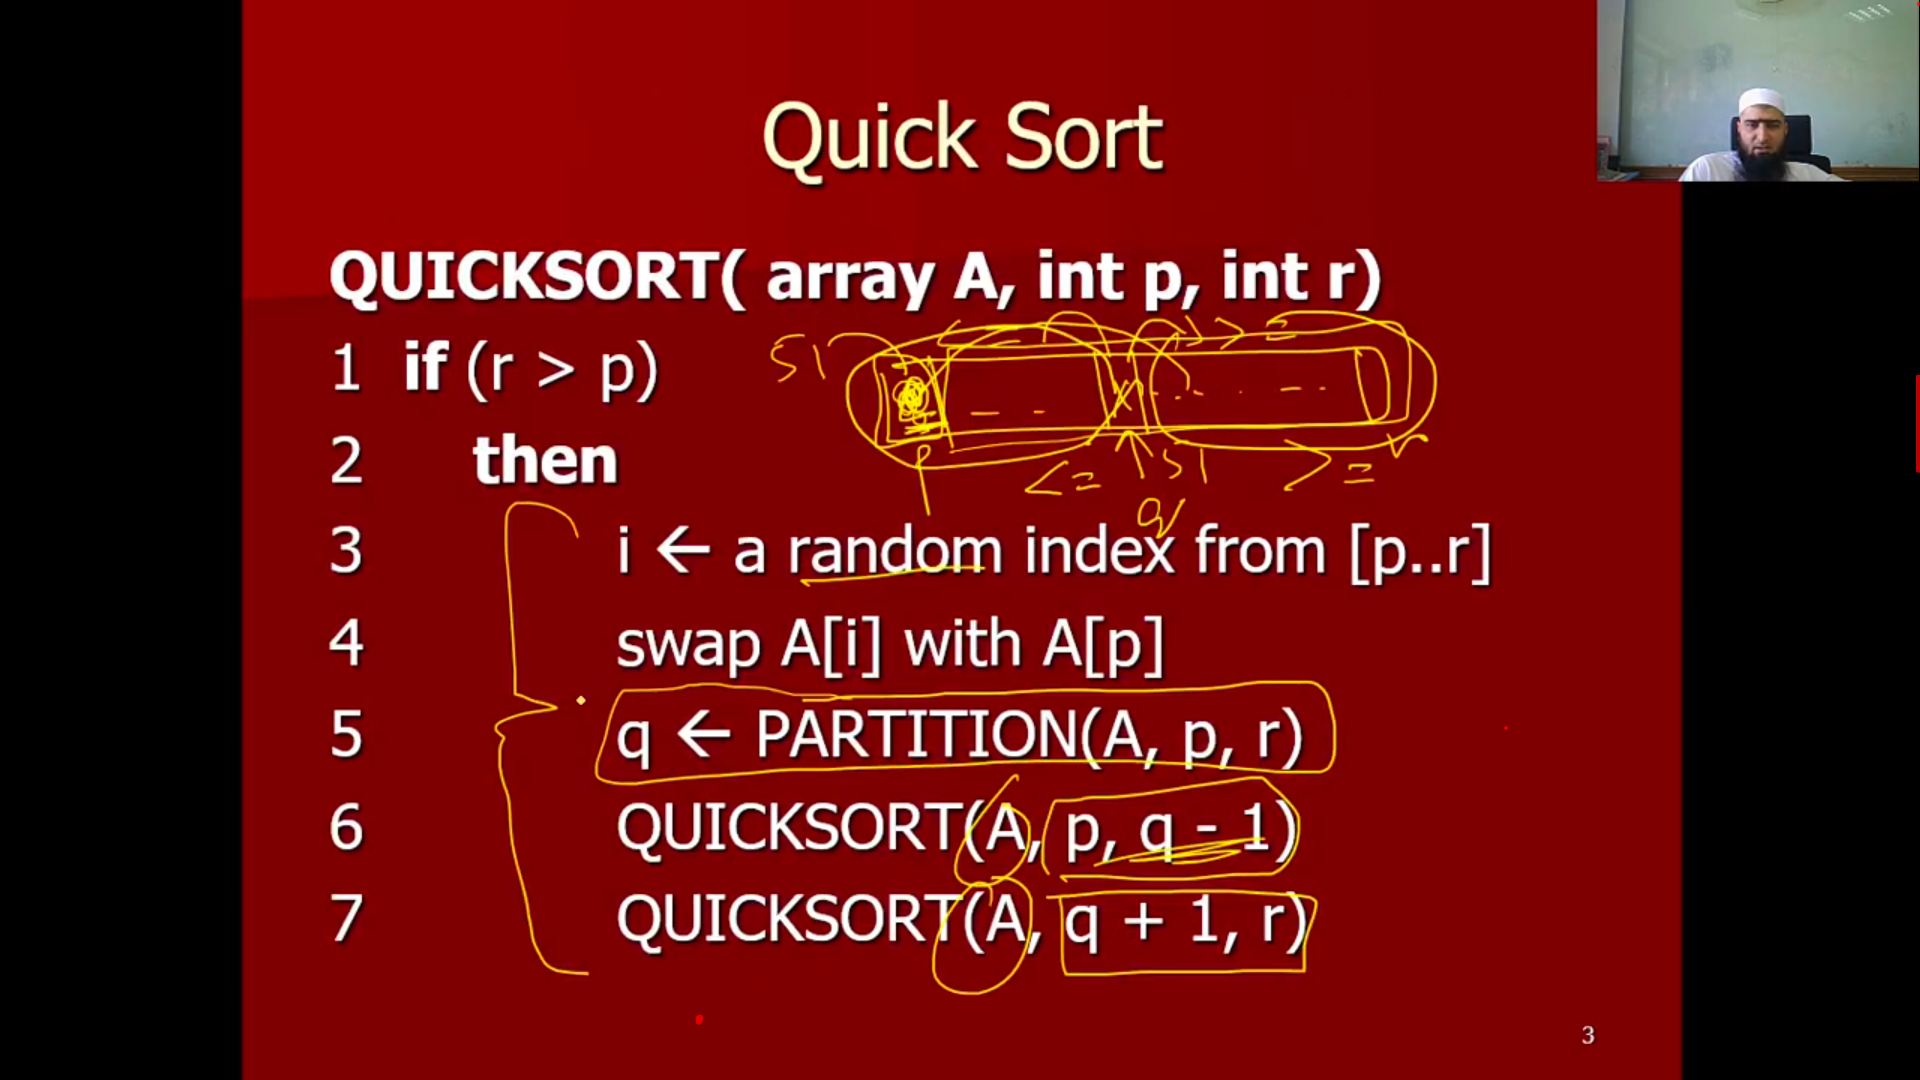 Quick Sort
QUICKSORT( array A, int p, int r)
1 if (r > p)
2 then
3 i ← a random index from [p..r]
4 swap A[i] with A[p]
5 q ← PARTITION(A, p, r)
6 QUICKSORT(A, p, q - 1)
7 QUICKSORT(A, q + 1, r)
51
> =
p
< =
51
> =
r
q
3